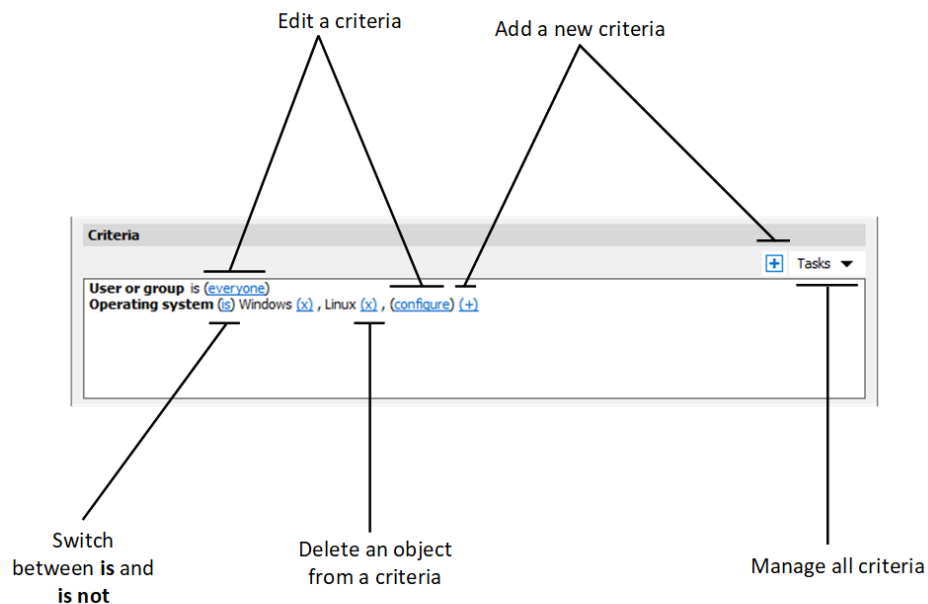 Edit a criteria
Add a new criteria
Criteria
Tasks
User or group is (everyone)
Operating system (is) Windows (x) , Linux (x) , (configure) (+)
Switch
between is and
is not
Delete an object
from a criteria
Manage all criteria